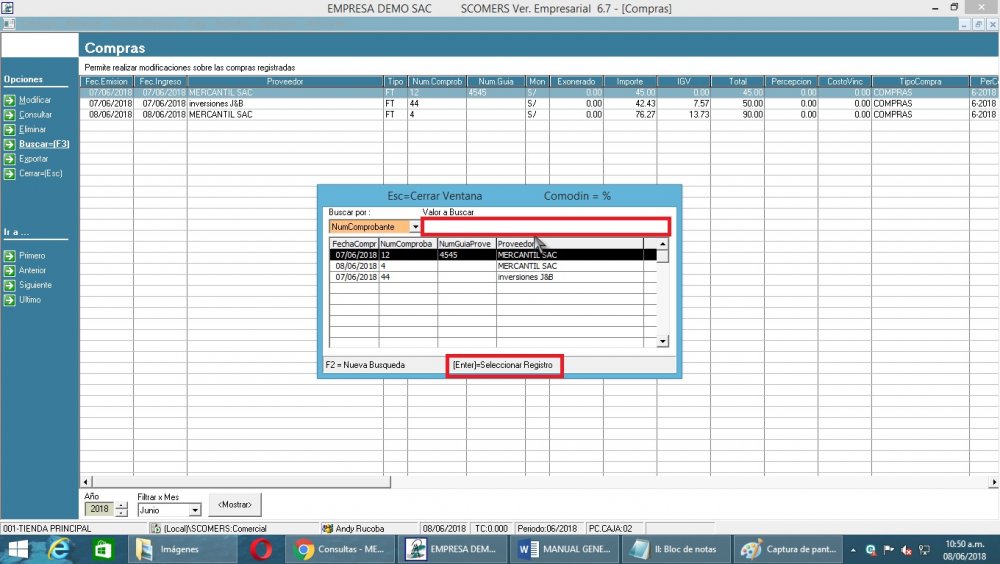 EMPRESA DEMO SAC SCOMERS Ver. Empresarial 6.7 - [Compras]
Compras
Permite realizar modificaciones sobre las compras registradas
Opciones
Modificar
Consultar
Eliminar
Buscar=(F3)
Exportar
Cerrar=(Esc)
Ir a ...
Primero
Anterior
Siguiente
Ultimo
Fec.Emision Fec.Ingreso Proveedor Tipo Num.Comprob Num.Guia Mon Exonerado Importe IGV Total Percepcion CostoVinc TipoCompra PerC
07/06/2018 07/06/2018 MERCANTIL SAC FT 12 4545 S/ 0.00 45.00 0.00 45.00 0.00 0.00 COMPRAS 6-2018
07/06/2018 07/06/2018 inversiones J&B FT 44 S/ 0.00 42.43 7.57 50.00 0.00 0.00 COMPRAS 6-2018
08/06/2018 08/06/2018 MERCANTIL SAC FT 4 S/ 0.00 76.27 13.73 90.00 0.00 0.00 COMPRAS 6-2018
Esc=Cerrar Ventana Comodin = %
Buscar por : Valor a Buscar
NumComprobante
FechaCompr NumComproba NumGuiaProve Proveedor
07/06/2018 12 4545 MERCANTIL SAC
08/06/2018 4 MERCANTIL SAC
07/06/2018 44 inversiones J&B
F2 = Nueva Busqueda [Enter]=Seleccionar Registro
Año Filtrar x Mes
2018 Junio <Mostrar>
001-TIENDA PRINCIPAL (Local)\SCOMERS:Comercial Andy Rucoba 08/06/2018 TC:0.000 Periodo:06/2018 PC.CAJA:02
Imágenes Consultas - ME... EMPRESA DEM... MANUAL GENE... II: Bloc de notas Captura de pant... 10:50 a.m.
08/06/2018